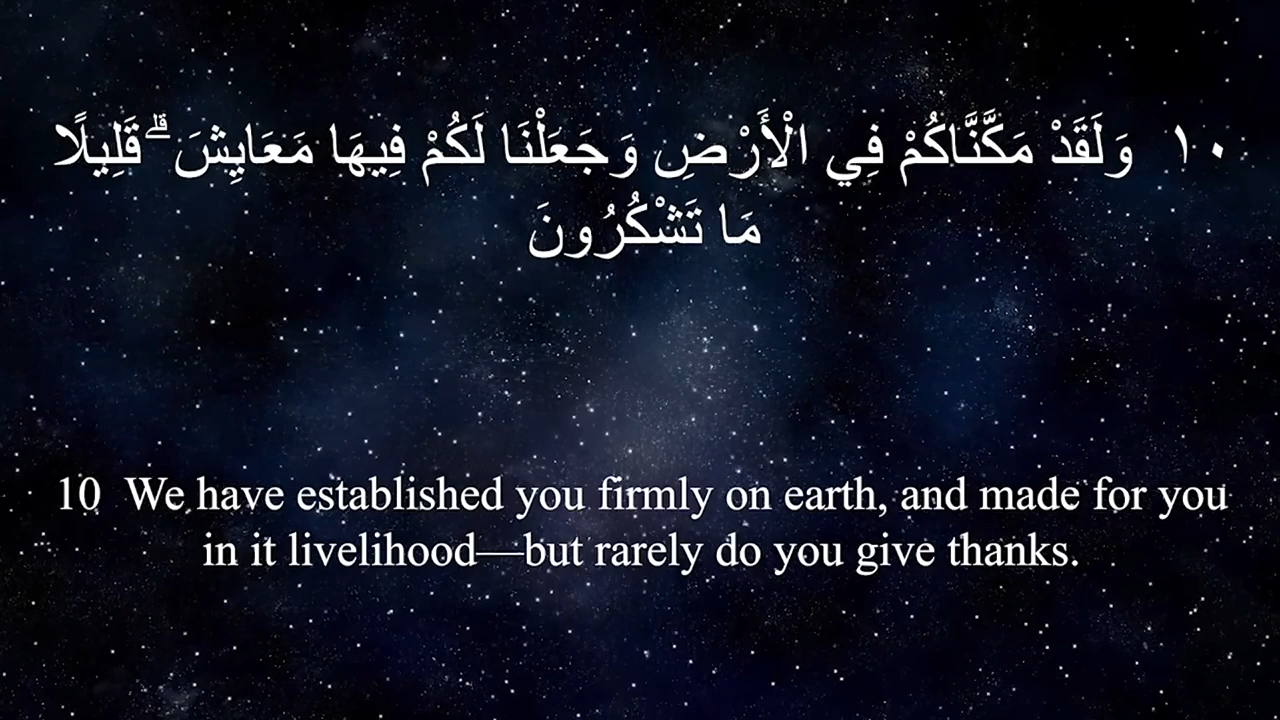 ١٠ وَلَقَدْ مَكَّنَّاكُمْ فِي الْأَرْضِ وَجَعَلْنَا لَكُمْ فِيهَا مَعَايِشَ ۗ قَلِيلًا
مَا تَشْكُرُونَ
10 We have established you firmly on earth, and made for you
in it livelihood—but rarely do you give thanks.